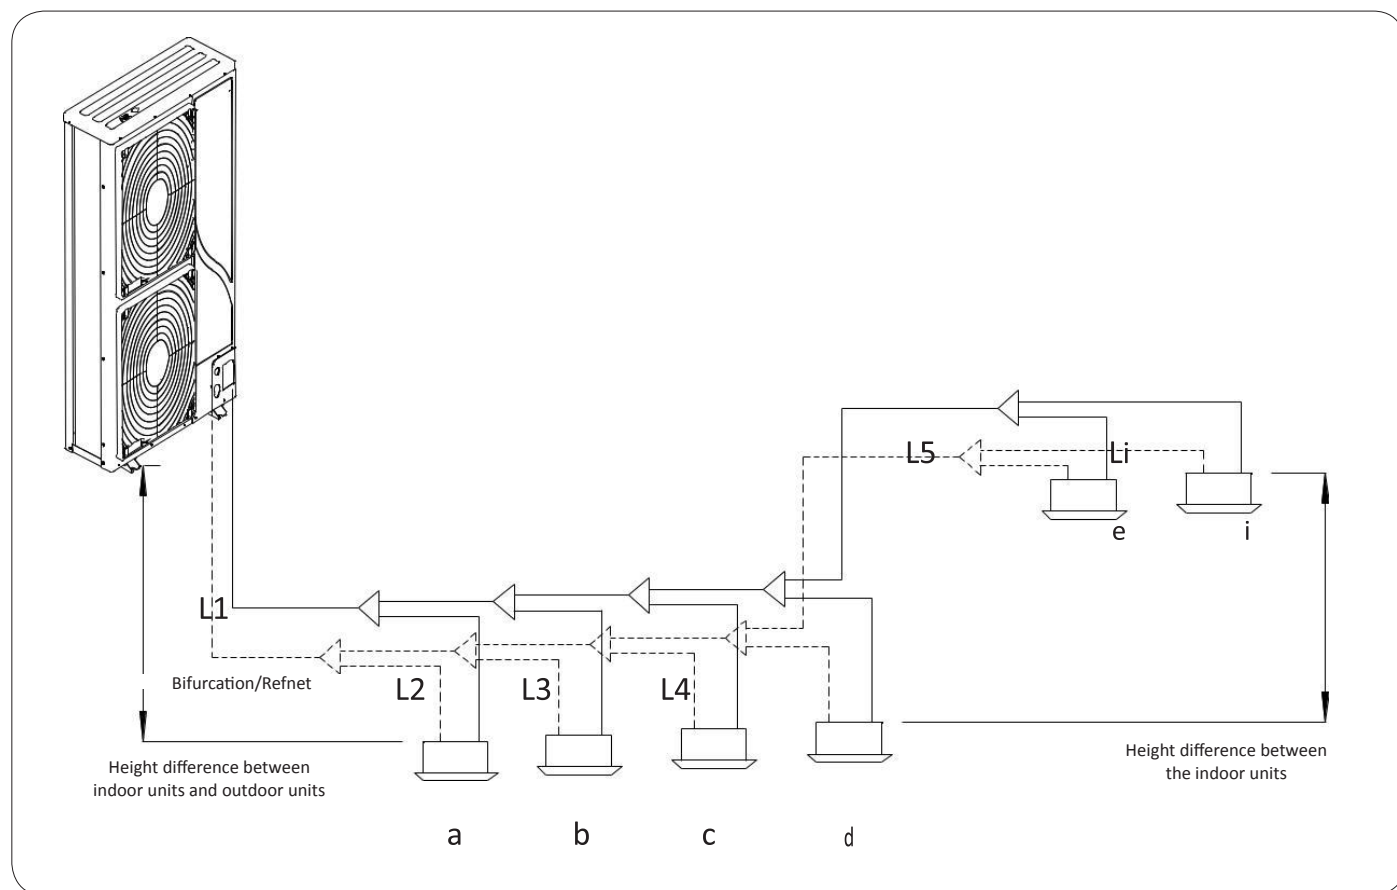 L5
Li
e
i
L1
Bifurcation/Refnet
L2
L3
L4
Height difference between
indoor units and outdoor units
Height difference between
the indoor units
a
b
c
d